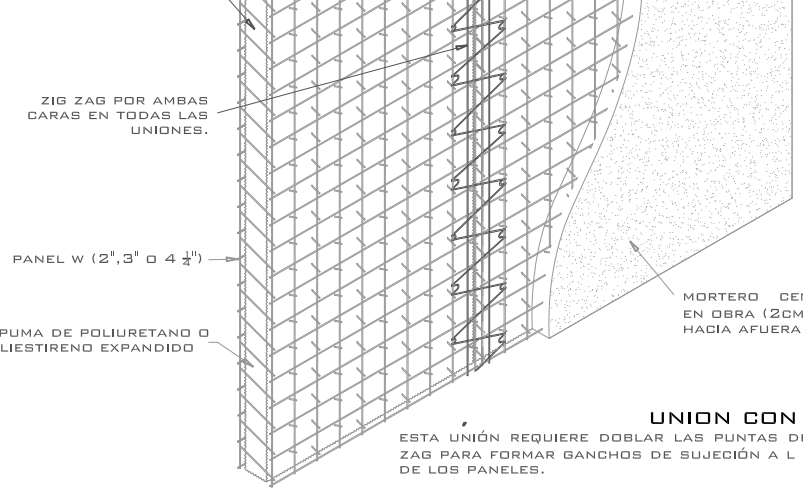 ZIG ZAG POR AMBAS
CARAS EN TODAS LAS
UNIONES.
PANEL W (2",3" O 4 1/4")
PUMA DE POLIURETANO O
LIESTIRENO EXPANDIDO
MORTERO CEM
EN OBRA (2CM
HACIA AFUERA
UNION CON
ESTA UNIÓN REQUIERE DOBLAR LAS PUNTAS DE
ZAG PARA FORMAR GANCHOS DE SUJECIÓN A L
DE LOS PANELES.